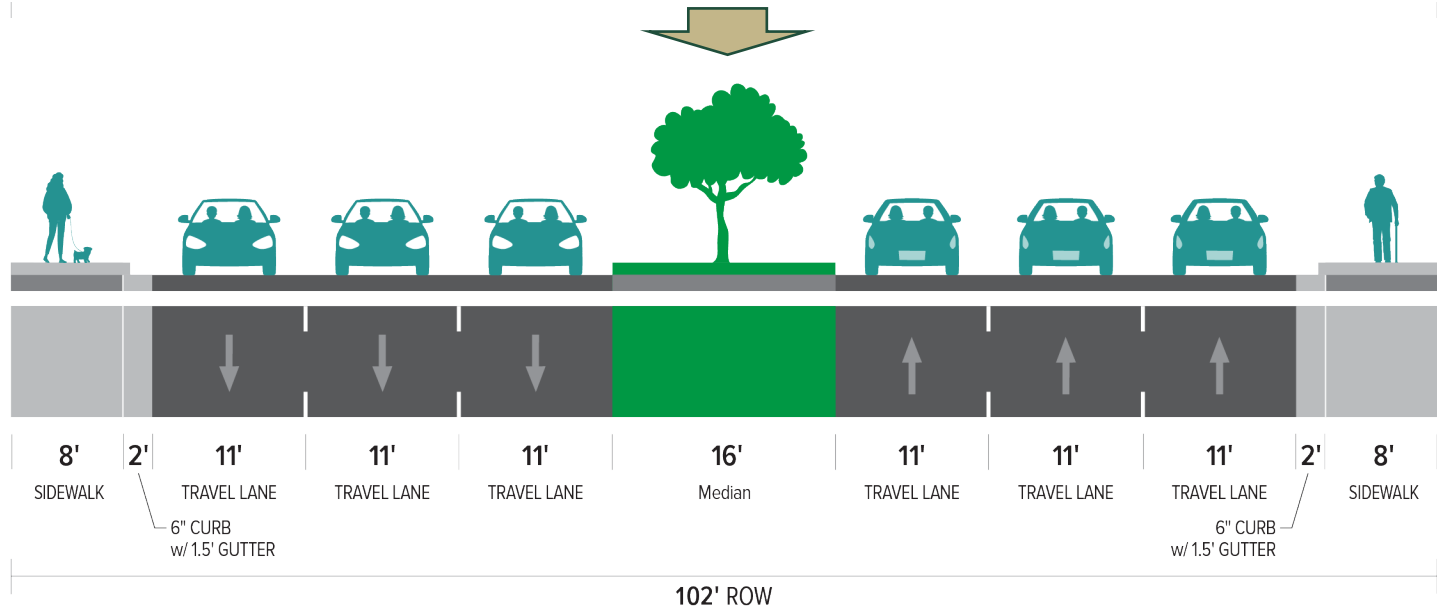 8' 2' 11' 11' 11' 16' 11' 11' 11' 2' 8'
SIDEWALK TRAVEL LANE TRAVEL LANE TRAVEL LANE Median TRAVEL LANE TRAVEL LANE TRAVEL LANE SIDEWALK
6" CURB
w/ 1.5' GUTTER
6" CURB
w/ 1.5' GUTTER
102' ROW